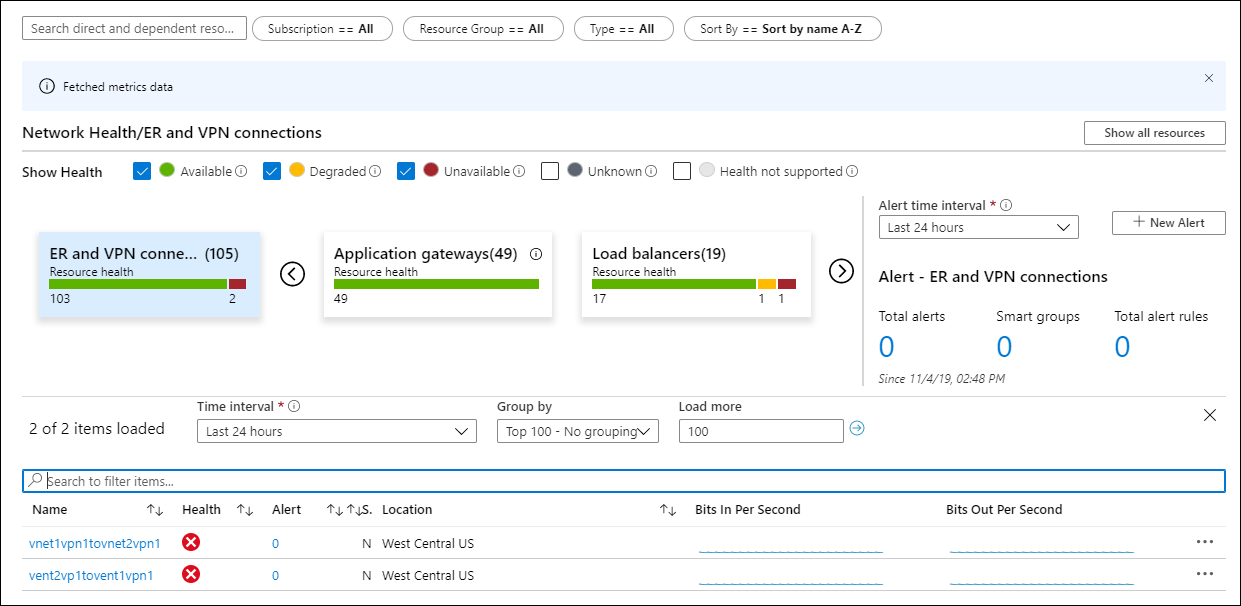 Search direct and dependent reso...
Subscription == All
Resource Group == All
Type == All
Sort By == Sort by name A-Z
Fetched metrics data
Network Health/ER and VPN connections
Show all resources
Show Health
Available
Degraded
Unavailable
Unknown
Health not supported
ER and VPN conne... (105)
Resource health
103 2
Application gateways(49)
Resource health
49
Load balancers(19)
Resource health
17 1 1
Alert time interval *
Last 24 hours
+ New Alert
Alert - ER and VPN connections
Total alerts Smart groups Total alert rules
0 0 0
Since 11/4/19, 02:48 PM
2 of 2 items loaded
Time interval *
Last 24 hours
Group by
Top 100 - No grouping
Load more
100
Search to filter items...
Name Health Alert S. Location Bits In Per Second Bits Out Per Second
vnet1vpn1tovnet2vpn1 0 N West Central US
vent2vp1tovent1vpn1 0 N West Central US